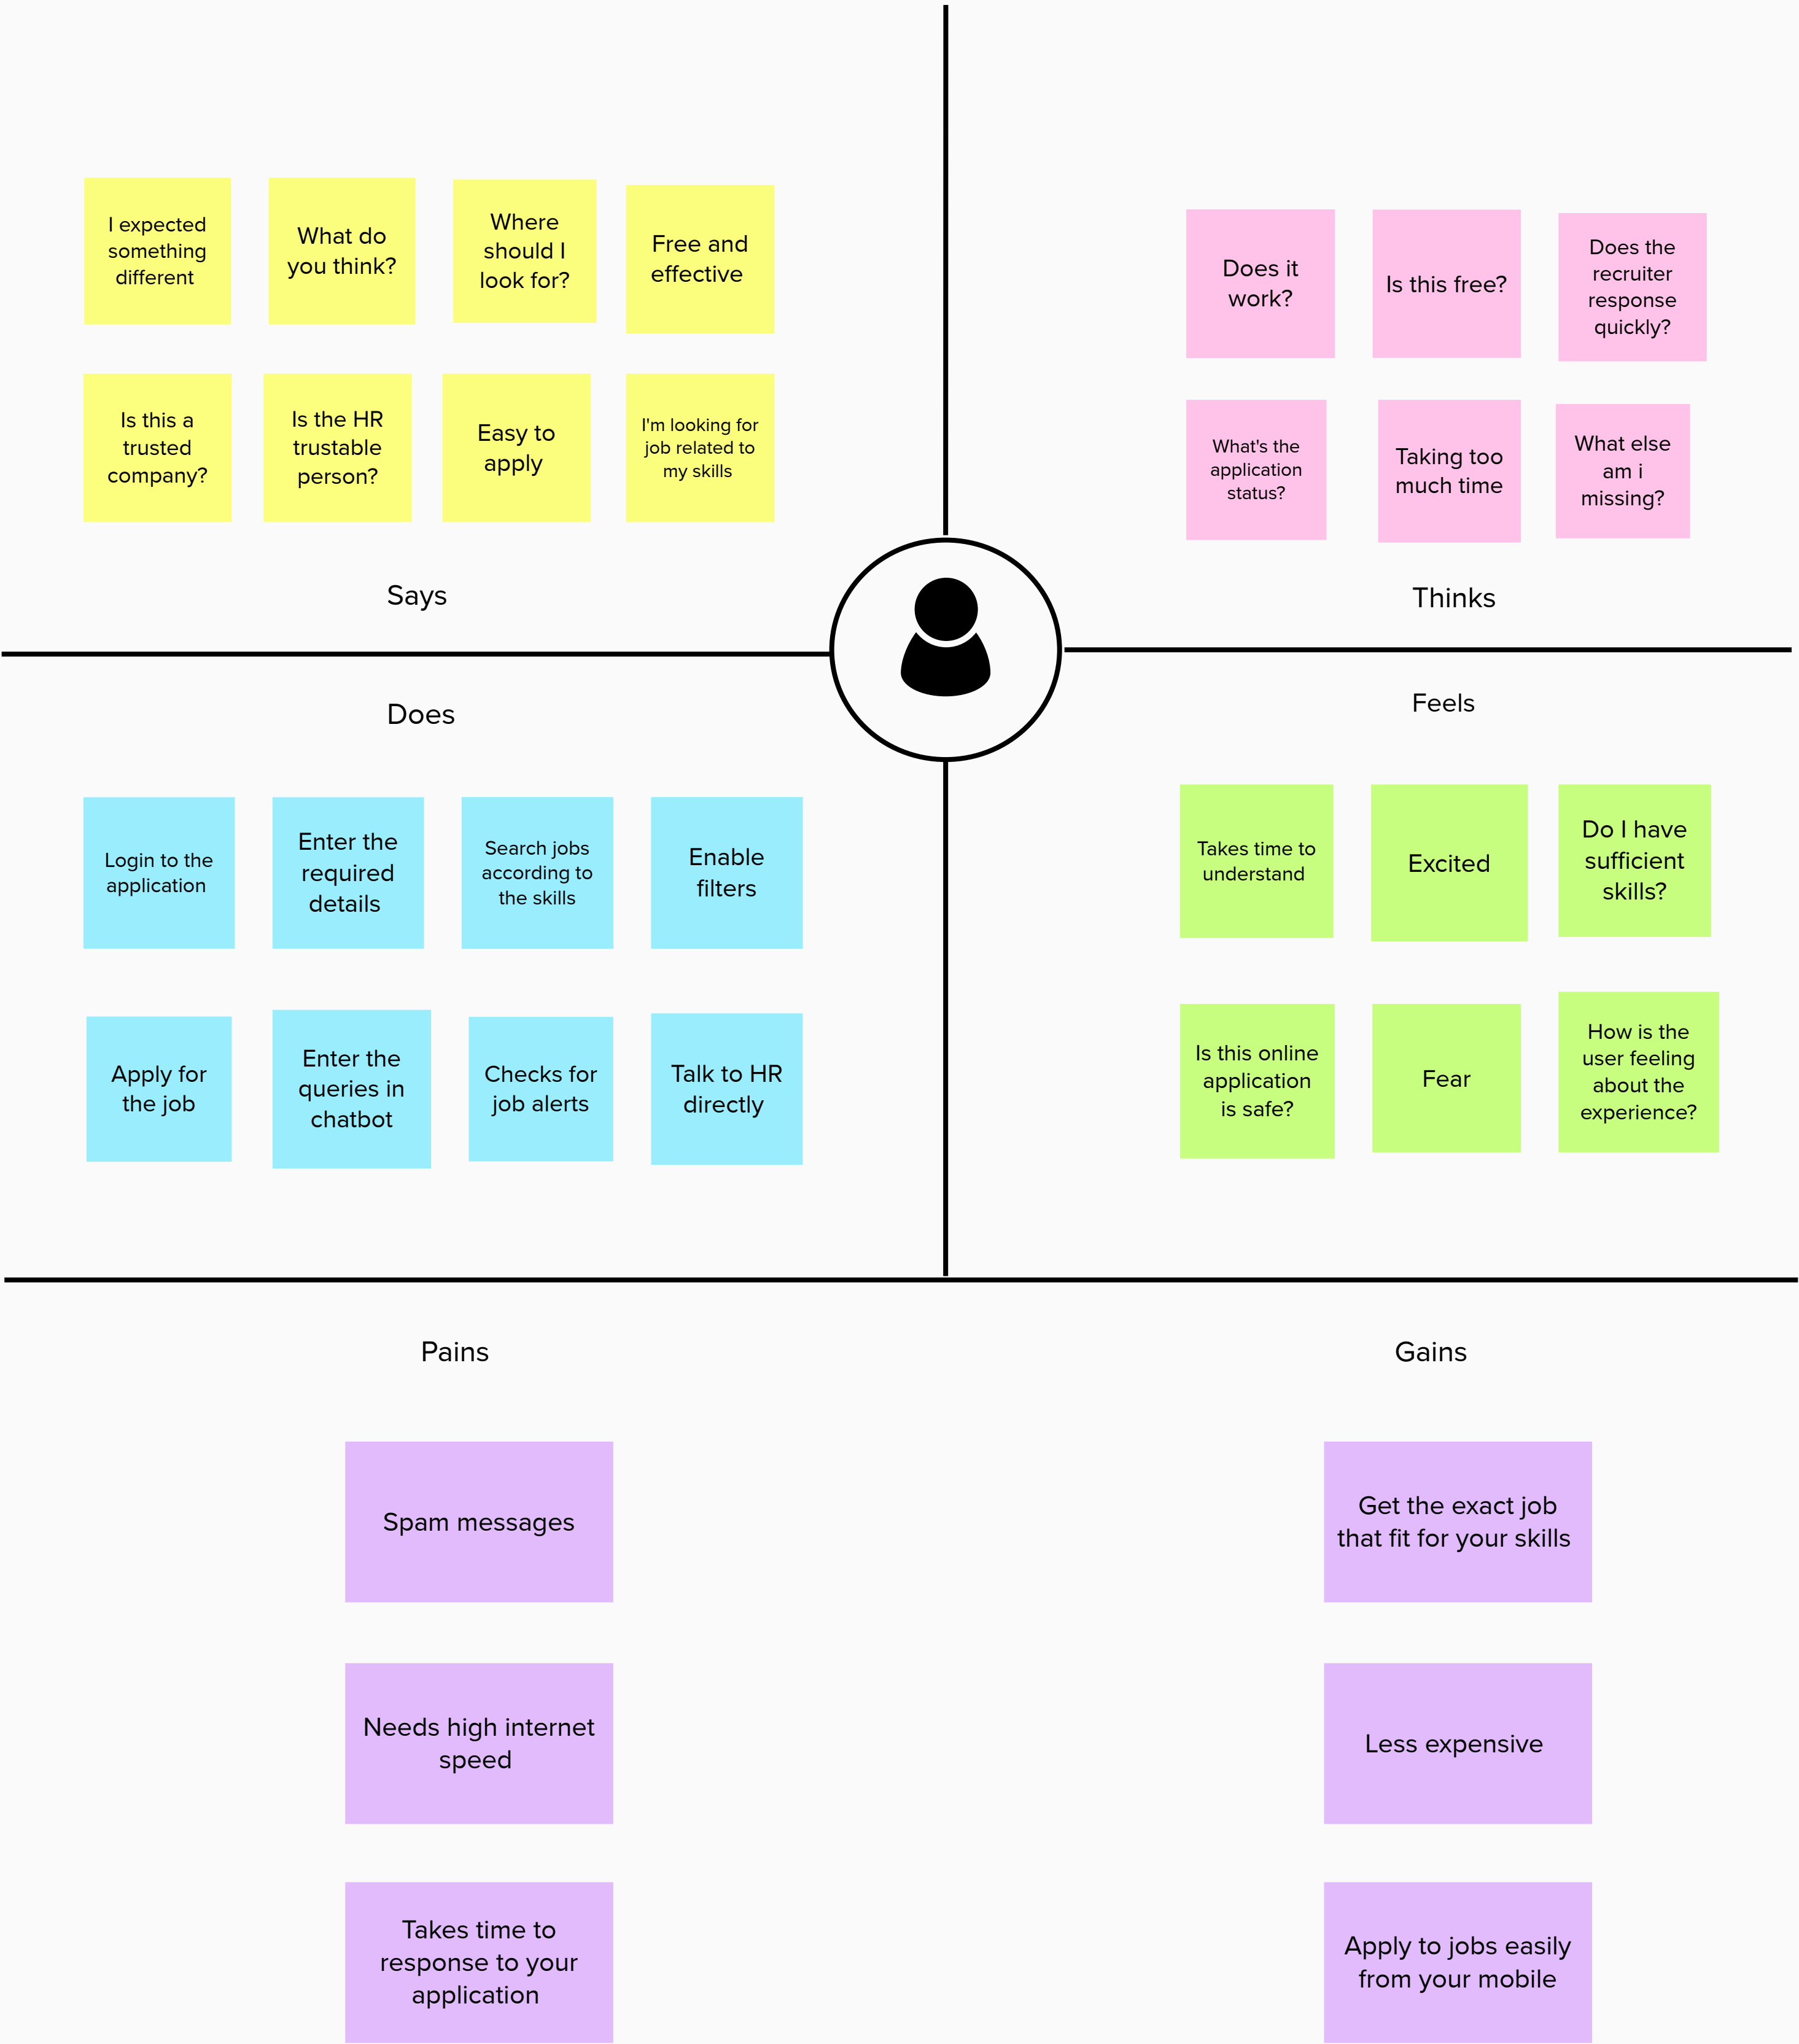 I expected
something
different
What do
you think?
Where
should I
look for?
Free and
effective
Is this a
trusted
company?
Is the HR
trustable
person?
Easy to
apply
I'm looking for
job related to
my skills
Says
Does it
work?
Is this free?
Does the
recruiter
response
quickly?
What's the
application
status?
Taking too
much time
What else
am i
missing?
Thinks
Does
Login to the
application
Enter the
required
details
Search jobs
according to
the skills
Enable
filters
Apply for
the job
Enter the
queries in
chatbot
Checks for
job alerts
Talk to HR
directly
Feels
Takes time to
understand
Excited
Do I have
sufficient
skills?
Is this online
application
is safe?
Fear
How is the
user feeling
about the
experience?
Pains
Spam messages
Needs high internet
speed
Takes time to
response to your
application
Gains
Get the exact job
that fit for your skills
Less expensive
Apply to jobs easily
from your mobile